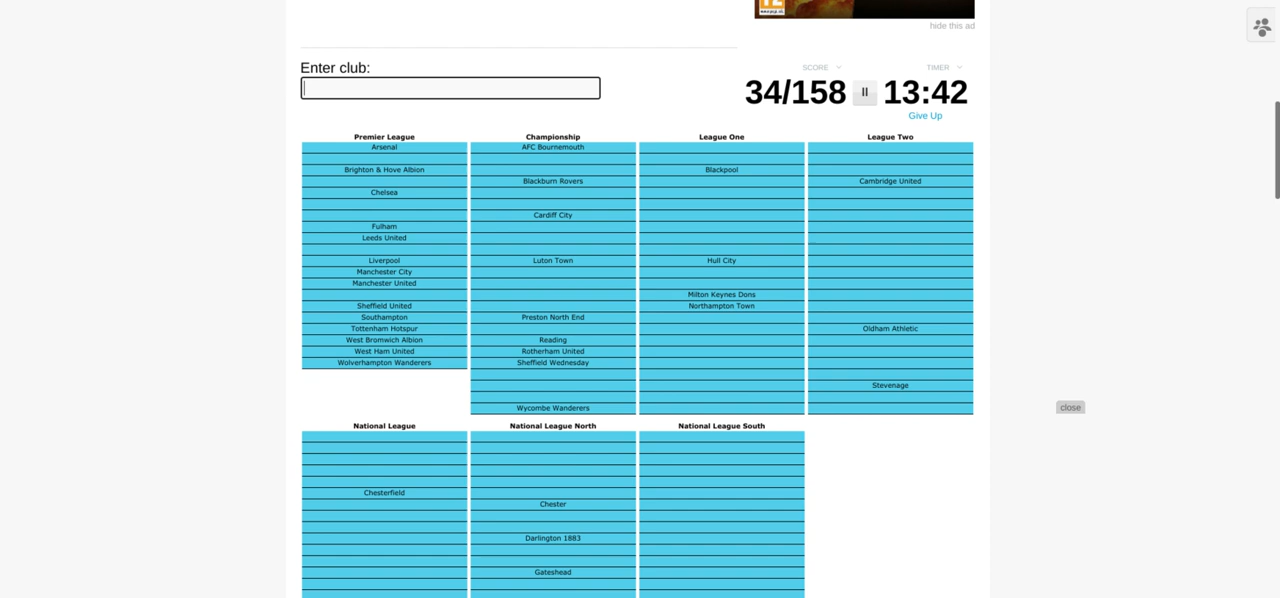 hide this ad
Enter club:
SCORE
TIMER
34/158
13:42
Give Up
Premier League
Championship
League One
League Two
Arsenal
AFC Bournemouth
Brighton & Hove Albion
Blackpool
Blackburn Rovers
Cambridge United
Chelsea
Cardiff City
Fulham
Leeds United
Liverpool
Luton Town
Hull City
Manchester City
Manchester United
Milton Keynes Dons
Sheffield United
Northampton Town
Southampton
Preston North End
Tottenham Hotspur
Oldham Athletic
West Bromwich Albion
Reading
West Ham United
Rotherham United
Wolverhampton Wanderers
Sheffield Wednesday
Stevenage
Wycombe Wanderers
close
National League
National League North
National League South
Chesterfield
Chester
Darlington 1883
Gateshead